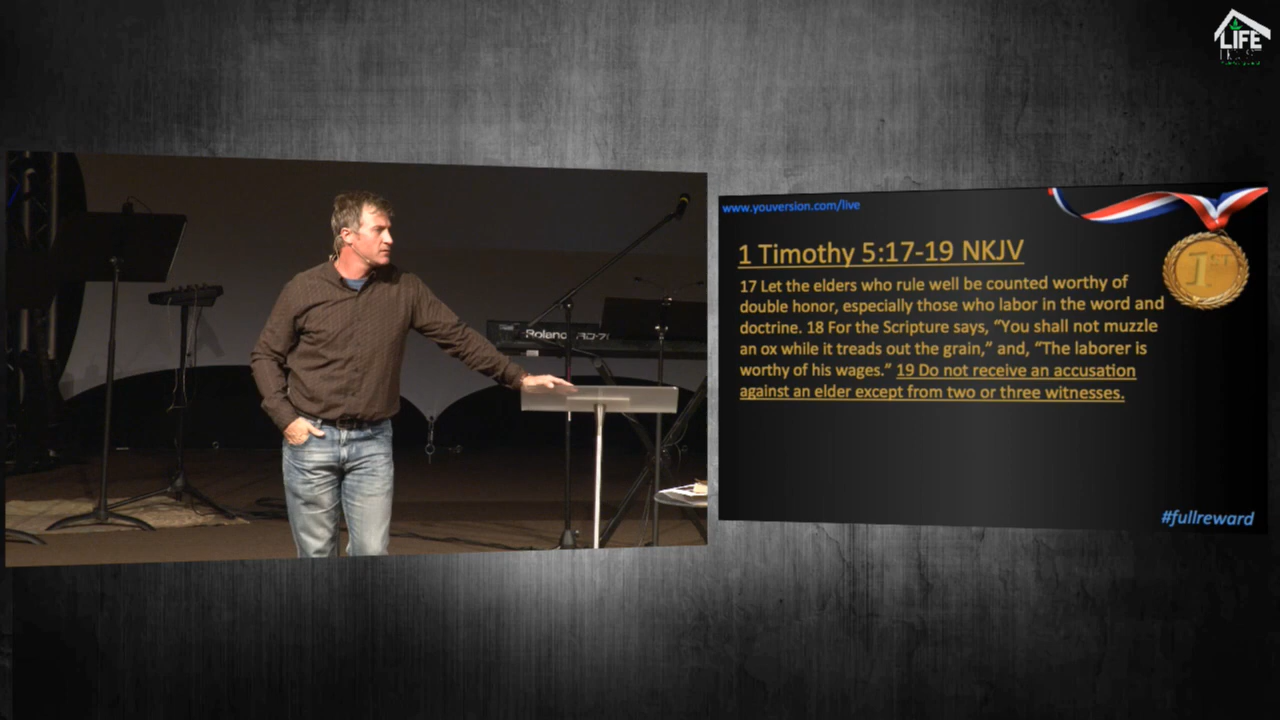 LIFE
www.youversion.com/live
1 Timothy 5:17-19 NKJV
17 Let the elders who rule well be counted worthy of
double honor, especially those who labor in the word and
doctrine. 18 For the Scripture says, “You shall not muzzle
an ox while it treads out the grain,” and, “The laborer is
worthy of his wages.” 19 Do not receive an accusation
against an elder except from two or three witnesses.
1ST
Roland
#fullreward